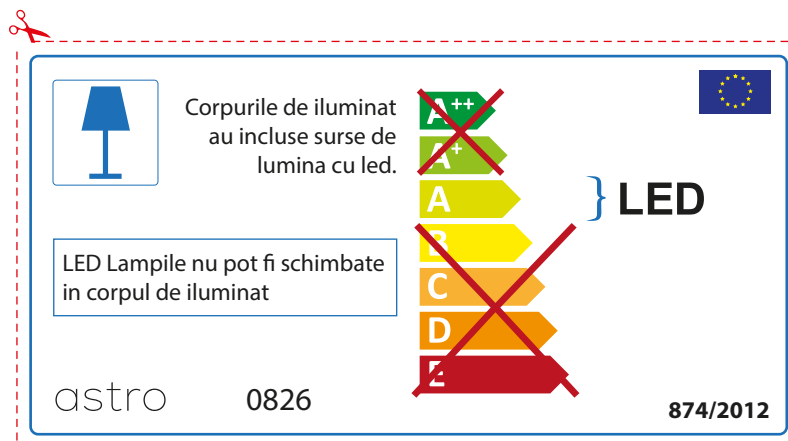 Corpurile de iluminat
au incluse surse de
lumina cu led.
LED Lampile nu pot fi schimbate
in corpul de iluminat
A++
A+
A
B
C
D
E
LED
astro
0826
874/2012